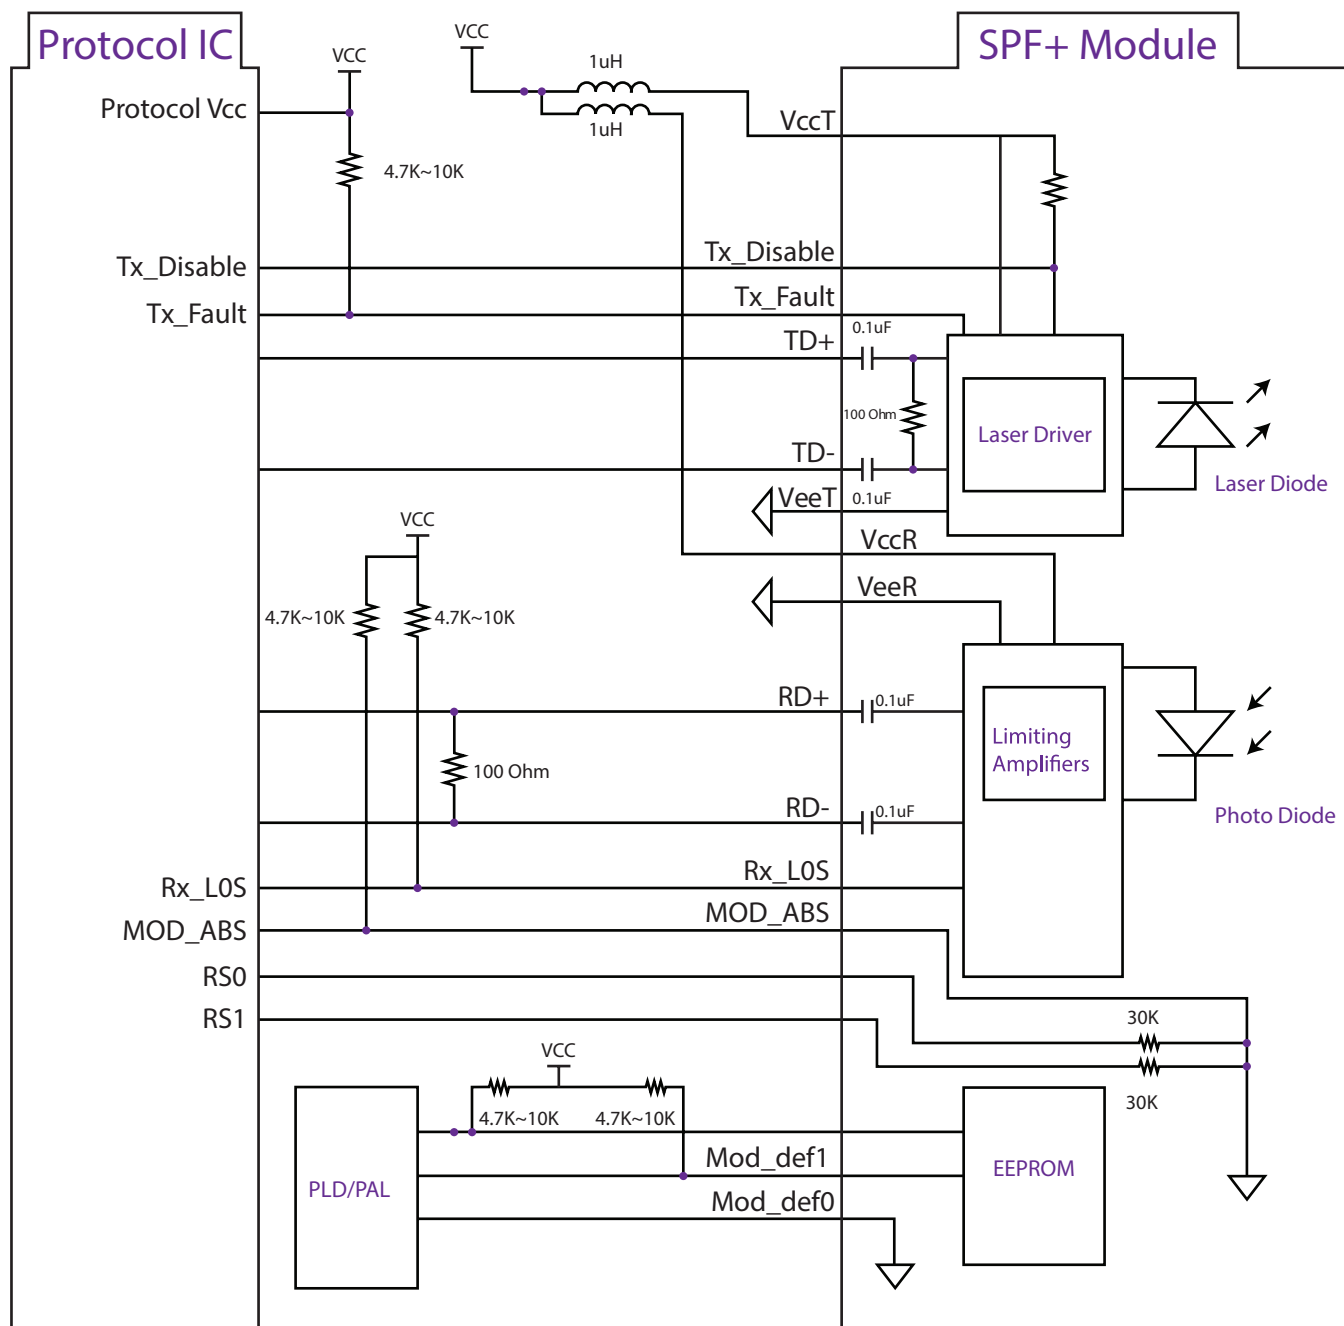 Protocol IC
SPF+ Module
VCC
VCC
1uH
1uH
Protocol Vcc
VccT
4.7K~10K
Tx_Disable
Tx_Disable
Tx_Fault
Tx_Fault
0.1uF
TD+
100 Ohm
Laser Driver
TD-
Laser Diode
VeeT
0.1uF
VCC
VccR
VeeR
4.7K~10K
4.7K~10K
RD+
0.1uF
Limiting
Amplifiers
100 Ohm
RD-
0.1uF
Photo Diode
Rx_L0S
Rx_L0S
MOD_ABS
MOD_ABS
RS0
RS1
30K
VCC
30K
4.7K~10K
4.7K~10K
Mod_def1
EEPROM
PLD/PAL
Mod_def0